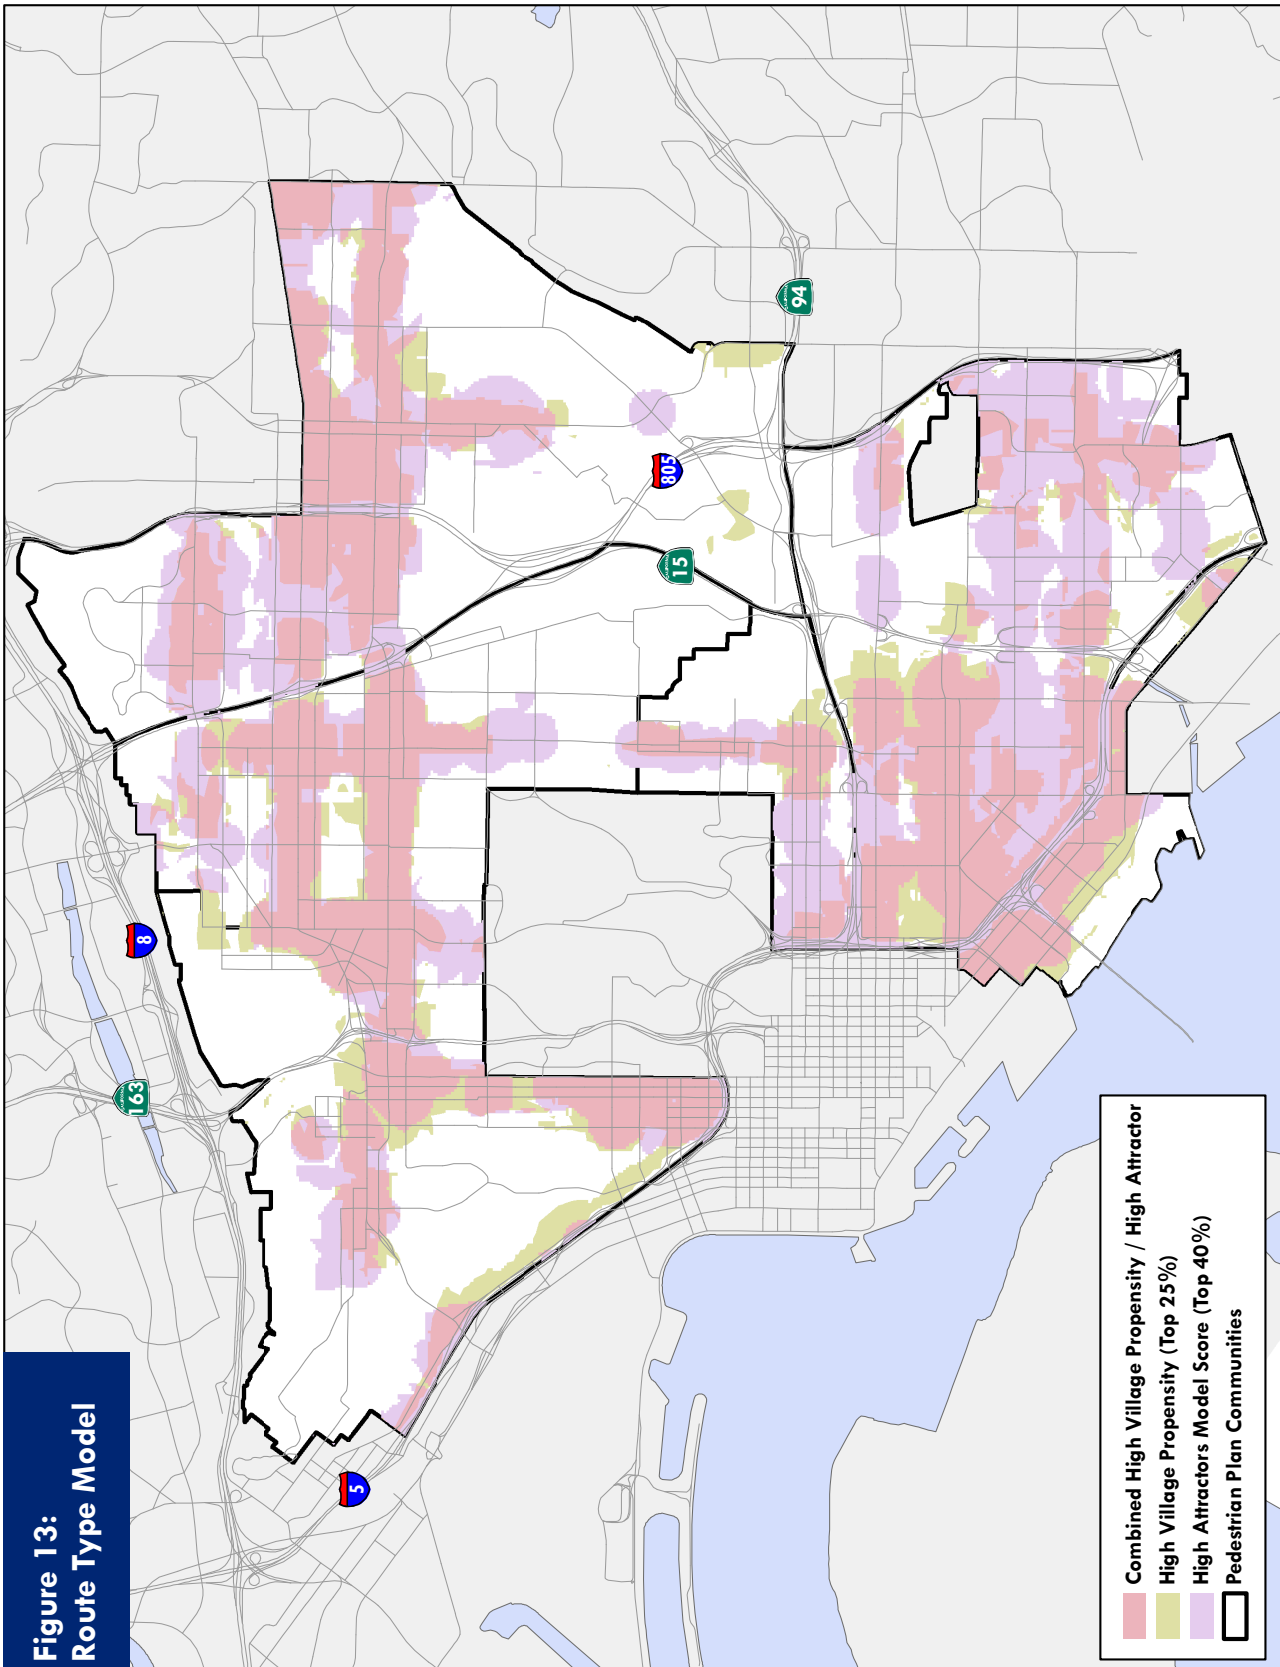 Figure 13:
Route Type Model
163
8
5
15
805
94
Combined High Village Propensity / High Attractor
High Village Propensity (Top 25%)
High Attractors Model Score (Top 40%)
Pedestrian Plan Communities